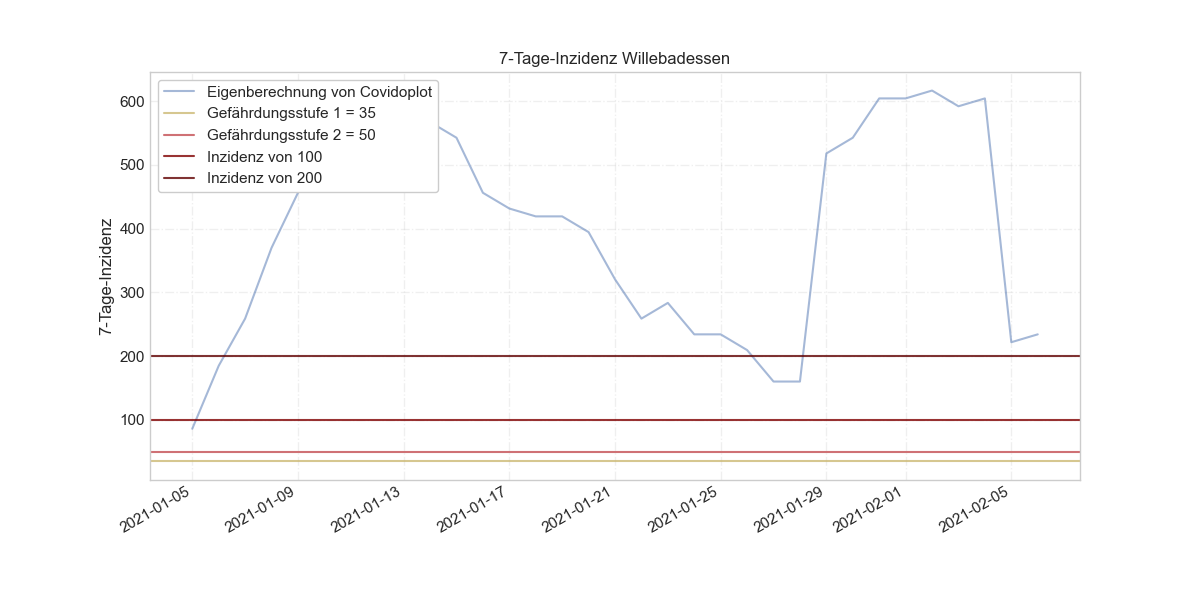 7-Tage-Inzidenz Willebadessen
Eigenberechnung von Covidoplot
Gefährdungsstufe 1 = 35
Gefährdungsstufe 2 = 50
Inzidenz von 100
Inzidenz von 200
7-Tage-Inzidenz
600
500
400
300
200
100
2021-01-05
2021-01-09
2021-01-13
2021-01-17
2021-01-21
2021-01-25
2021-01-29
2021-02-01
2021-02-05